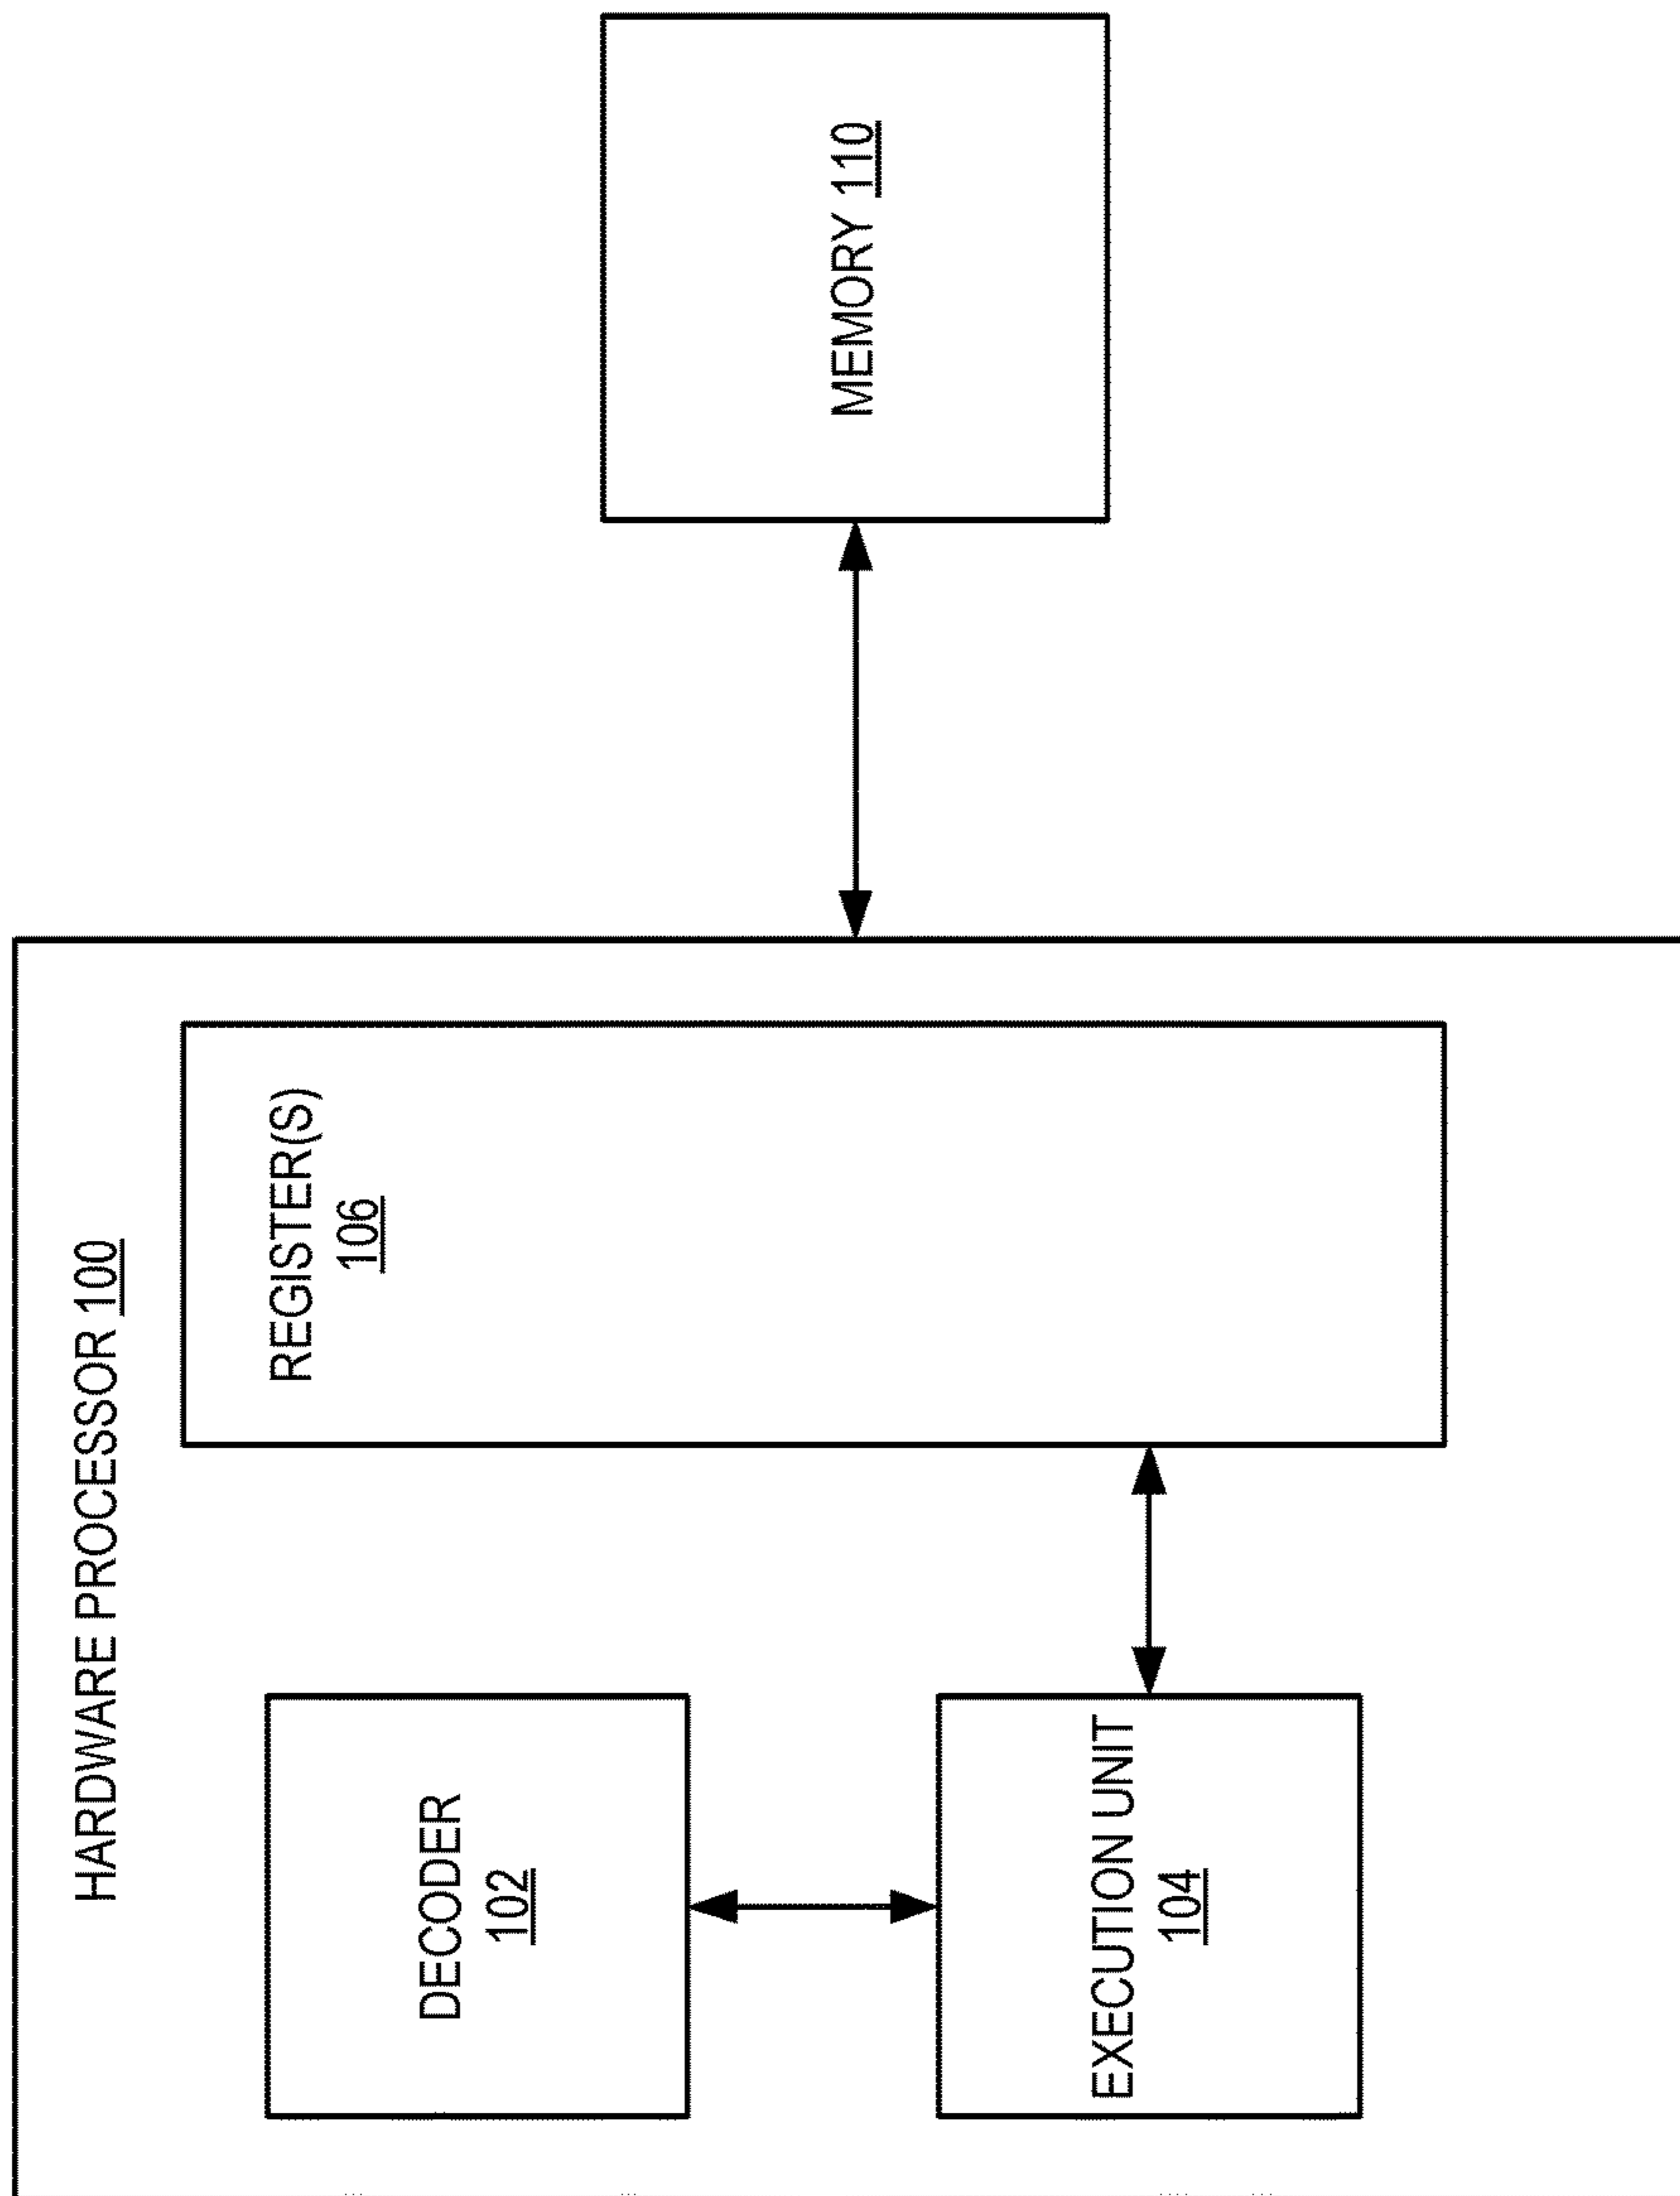 HARDWARE PROCESSOR 100
DECODER
102
EXECUTION UNIT
104
REGISTER(S)
106
MEMORY 110